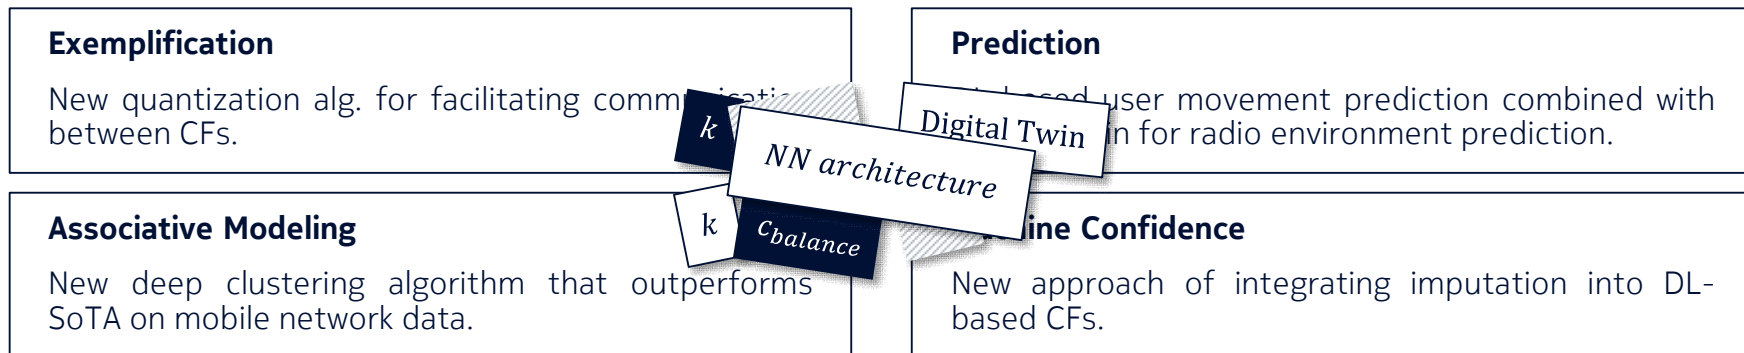 Exemplification
New quantization alg. for facilitating
between CFs.
Prediction
user movement prediction combined with
for radio environment prediction.
k
Digital Twin
NN architecture
k
c_balance
Associative Modeling
New deep clustering algorithm that outperforms
SoTA on mobile network data.
Confidence
New approach of integrating imputation into DL-
based CFs.